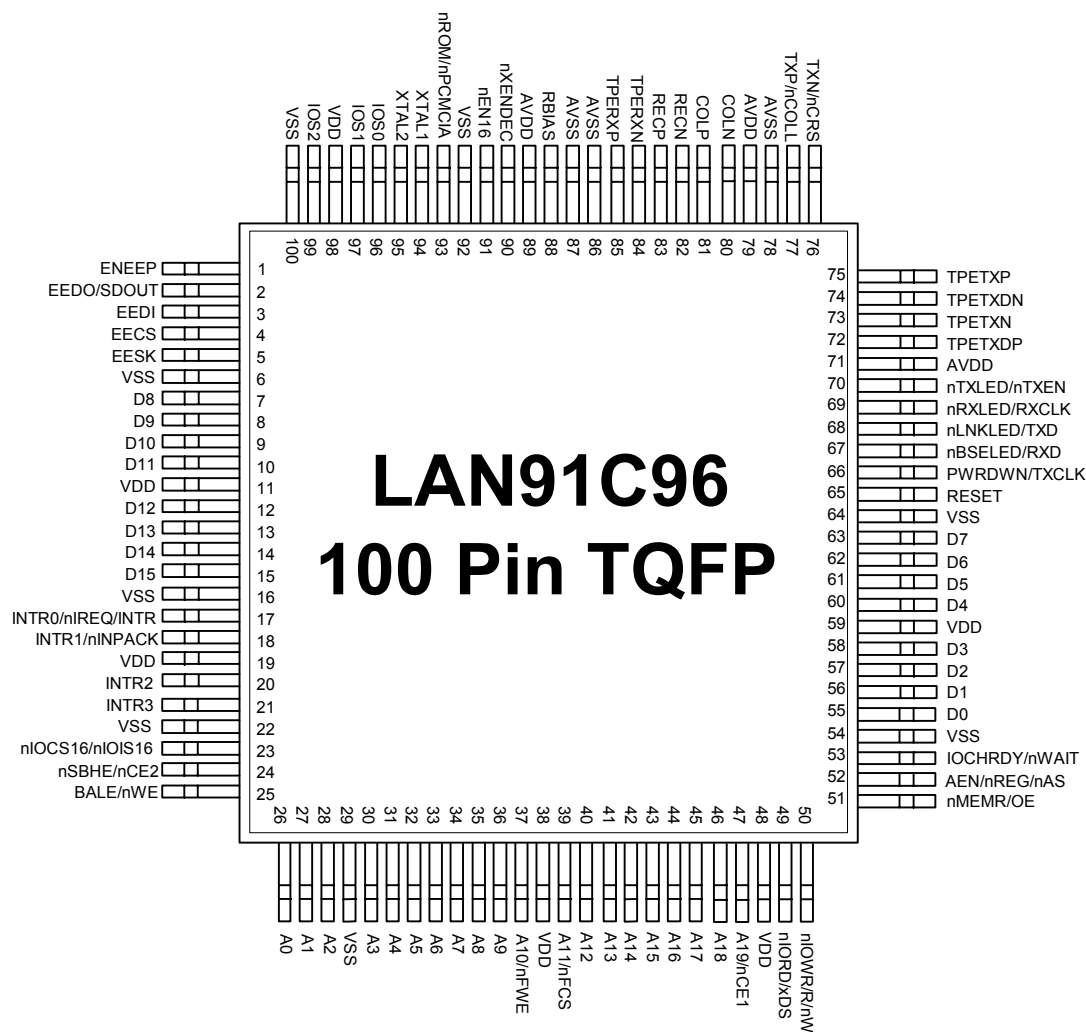 VSS
IOS2
VDD
IOS1
IOS0
XTAL2
XTAL1
nROM/nPCMCIA
VSS
nEN16
nXENDEC
AVDD
RBIAS
AVSS
AVSS
TPERXP
TPERXN
RECP
RECN
COLP
COLN
AVDD
AVSS
TXP/nCOLL
TXN/nCRS
100
99
98
97
96
95
94
93
92
91
90
89
88
87
86
85
84
83
82
81
80
79
78
77
76
ENEEP 1
EEDO/SDOUT 2
EEDI 3
EECS 4
EESK 5
VSS 6
D8 7
D9 8
D10 9
D11 10
VDD 11
D12 12
D13 13
D14 14
D15 15
VSS 16
INTR0/nIREQ/INTR 17
INTR1/nINPACK 18
VDD 19
INTR2 20
INTR3 21
VSS 22
nIOCS16/nIOIS16 23
nSBHE/nCE2 24
BALE/nWE 25
LAN91C96
100 Pin TQFP
75 TPETXP
74 TPETXDN
73 TPETXN
72 TPETXDP
71 AVDD
70 nTXLED/nTXEN
69 nRXLED/RXCLK
68 nLNKLED/TXD
67 nBSELED/RXD
66 PWRDWN/TXCLK
65 RESET
64 VSS
63 D7
62 D6
61 D5
60 D4
59 VDD
58 D3
57 D2
56 D1
55 D0
54 VSS
53 IOCHRDY/nWAIT
52 AEN/nREG/nAS
51 nMEMR/OE
26
27
28
29
30
31
32
33
34
35
36
37
38
39
40
41
42
43
44
45
46
47
48
49
50
A0
A1
A2
VSS
A3
A4
A5
A6
A7
A8
A9
A10/nFWE
VDD
A11/nFCS
A12
A13
A14
A15
A16
A17
A18
A19/nCE1
VDD
nIORD/xDS
nIOWR/R/nW